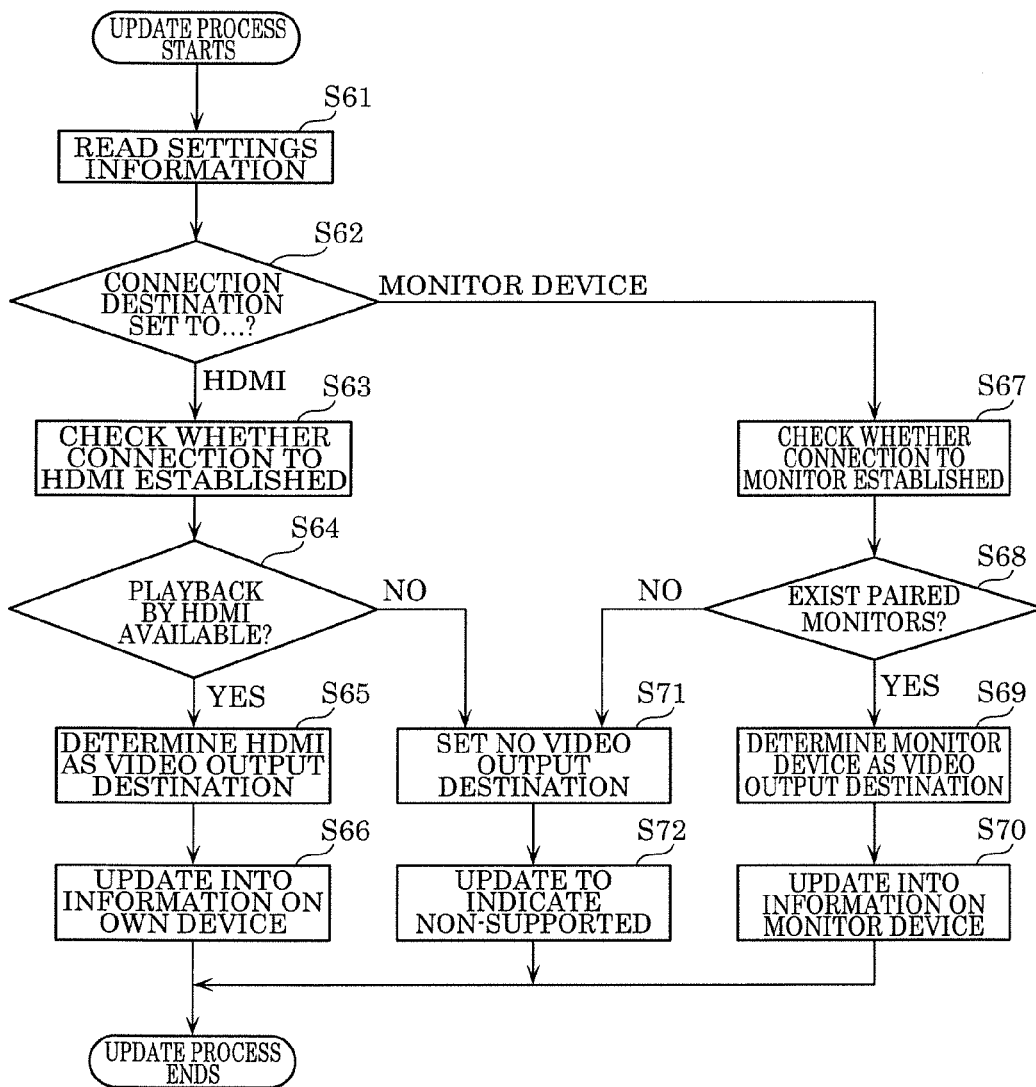 UPDATE PROCESS
STARTS
S61
READ SETTINGS
INFORMATION
S62
CONNECTION
DESTINATION
SET TO...?
MONITOR DEVICE
HDMI
S63
CHECK WHETHER
CONNECTION TO
HDMI ESTABLISHED
S67
CHECK WHETHER
CONNECTION TO
MONITOR ESTABLISHED
S64
PLAYBACK
BY HDMI
AVAILABLE?
NO
S68
EXIST PAIRED
MONITORS?
NO
YES
S65
DETERMINE HDMI
AS VIDEO OUTPUT
DESTINATION
S71
SET NO VIDEO
OUTPUT
DESTINATION
YES
S69
DETERMINE MONITOR
DEVICE AS VIDEO
OUTPUT DESTINATION
S66
UPDATE INTO
INFORMATION ON
OWN DEVICE
S72
UPDATE TO
INDICATE
NON-SUPPORTED
S70
UPDATE INTO
INFORMATION ON
MONITOR DEVICE
UPDATE PROCESS
ENDS